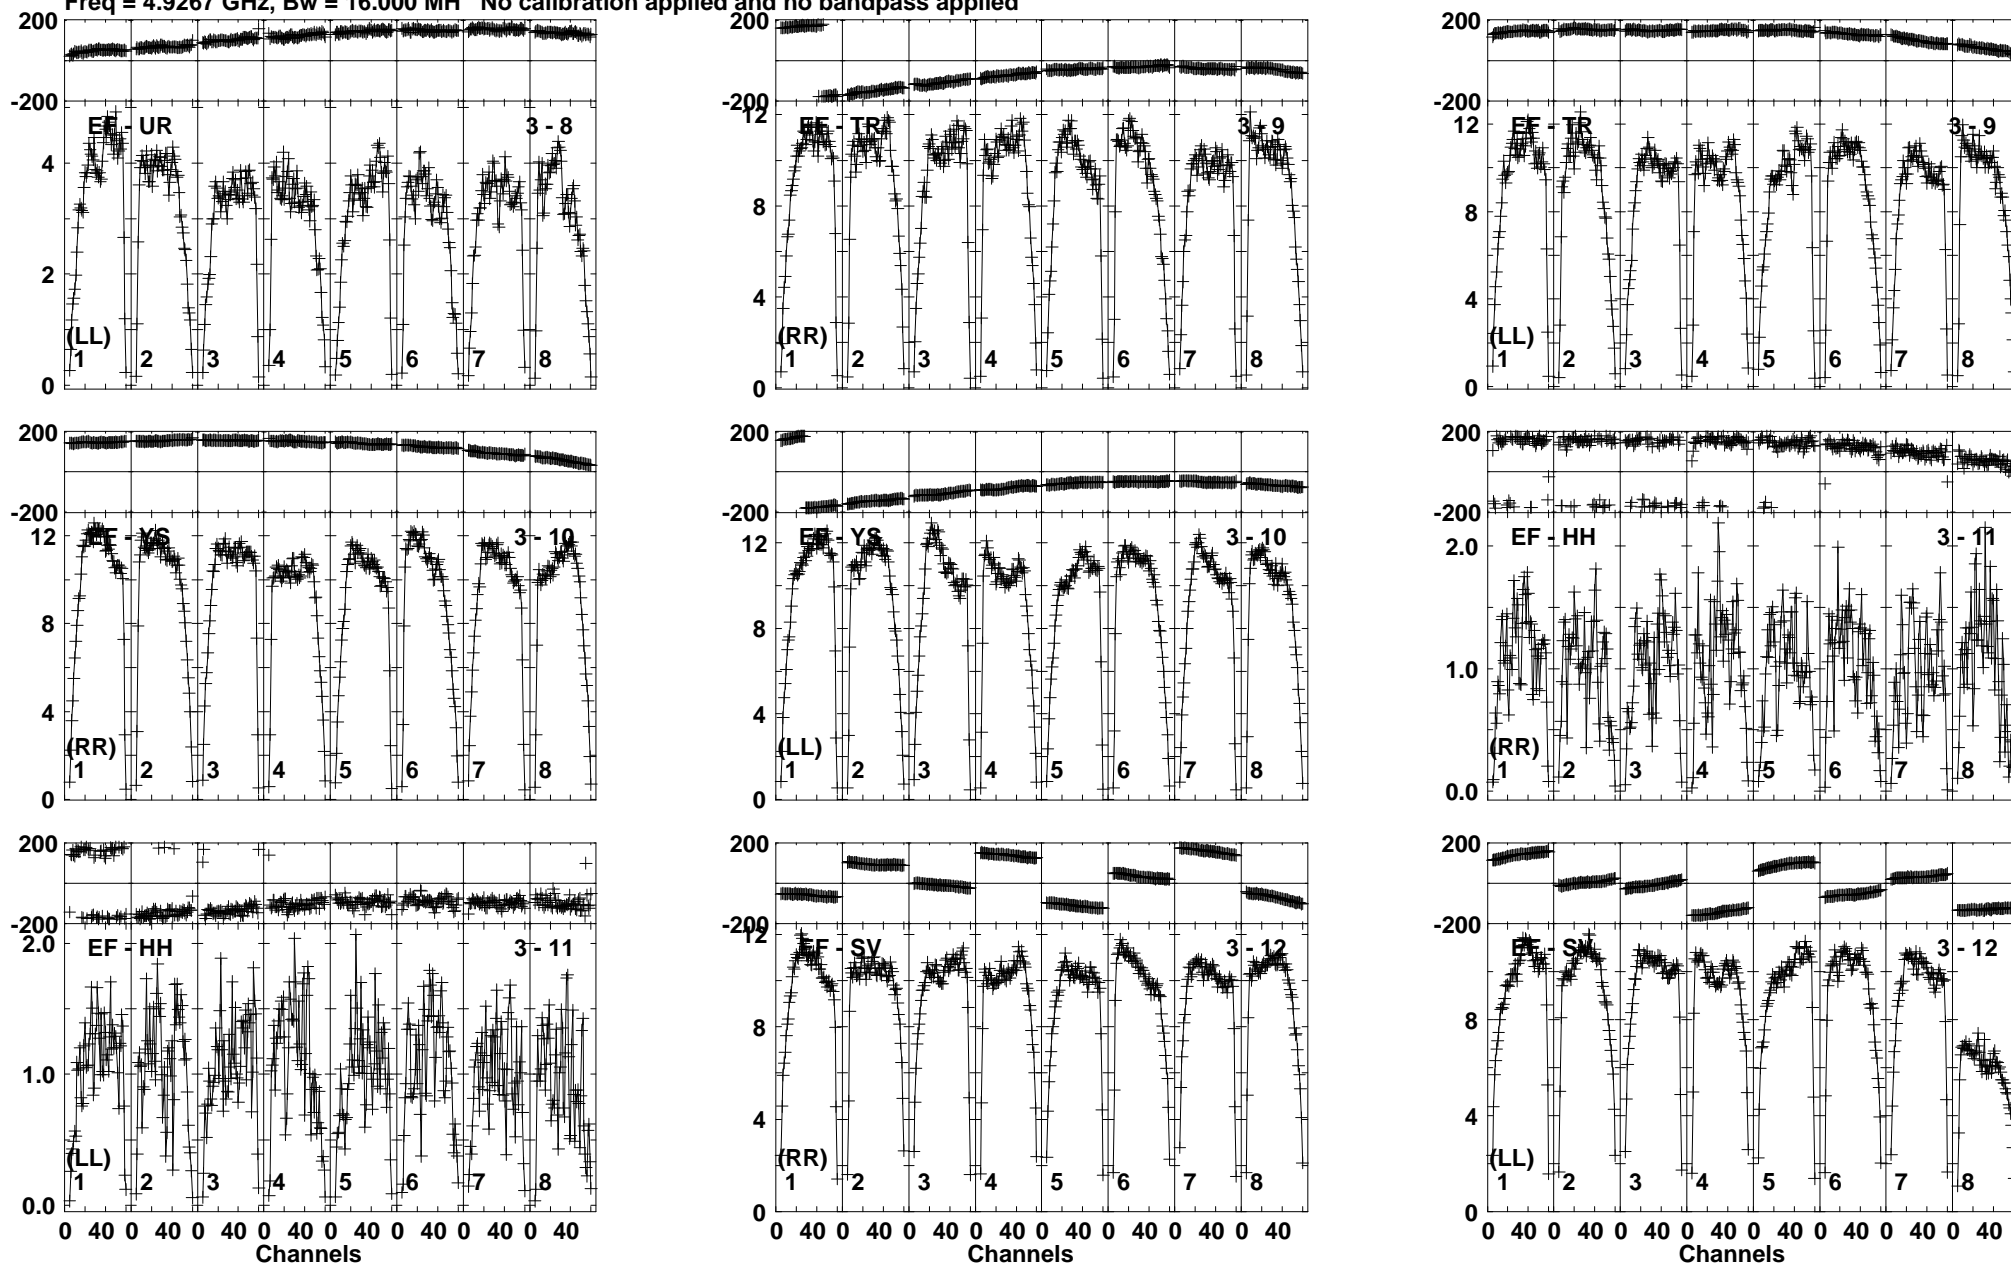 Freq = 4.9267 GHz, Bw = 16.000 MH No calibration applied and no bandpass applied
200 200 200
-200 -200 -200
EF - UR 3 - 8
12 EF - TR 3 - 9
12 EF - TR 3 - 9
4 8 8
2 4 4
(LL) (RR) (LL)
1 2 3 4 5 6 7 8
1 2 3 4 5 6 7 8
1 2 3 4 5 6 7 8
0 0 0
200 200 200
-200 -200 -200
12 EF - YS 3 - 10
12 EF - YS 3 - 10
2.0 EF - HH 3 - 11
8 8 1.0
4 4
(RR) (LL) (RR)
1 2 3 4 5 6 7 8
1 2 3 4 5 6 7 8
1 2 3 4 5 6 7 8
0 0 0.0
200 200 200
-200 -200 -200
2.0 EF - HH 3 - 11
12 EF - SV 3 - 12
EF - SV 3 - 12
1.0 8 8
4 4
(LL) (RR) (LL)
1 2 3 4 5 6 7 8
1 2 3 4 5 6 7 8
1 2 3 4 5 6 7 8
0.0 0 0
0 40 0 40 0 40 0 40 0 40 0 40 0 40 0 40
0 40 0 40 0 40 0 40 0 40 0 40 0 40 0 40
0 40 0 40 0 40 0 40 0 40 0 40 0 40 0 40
Channels Channels